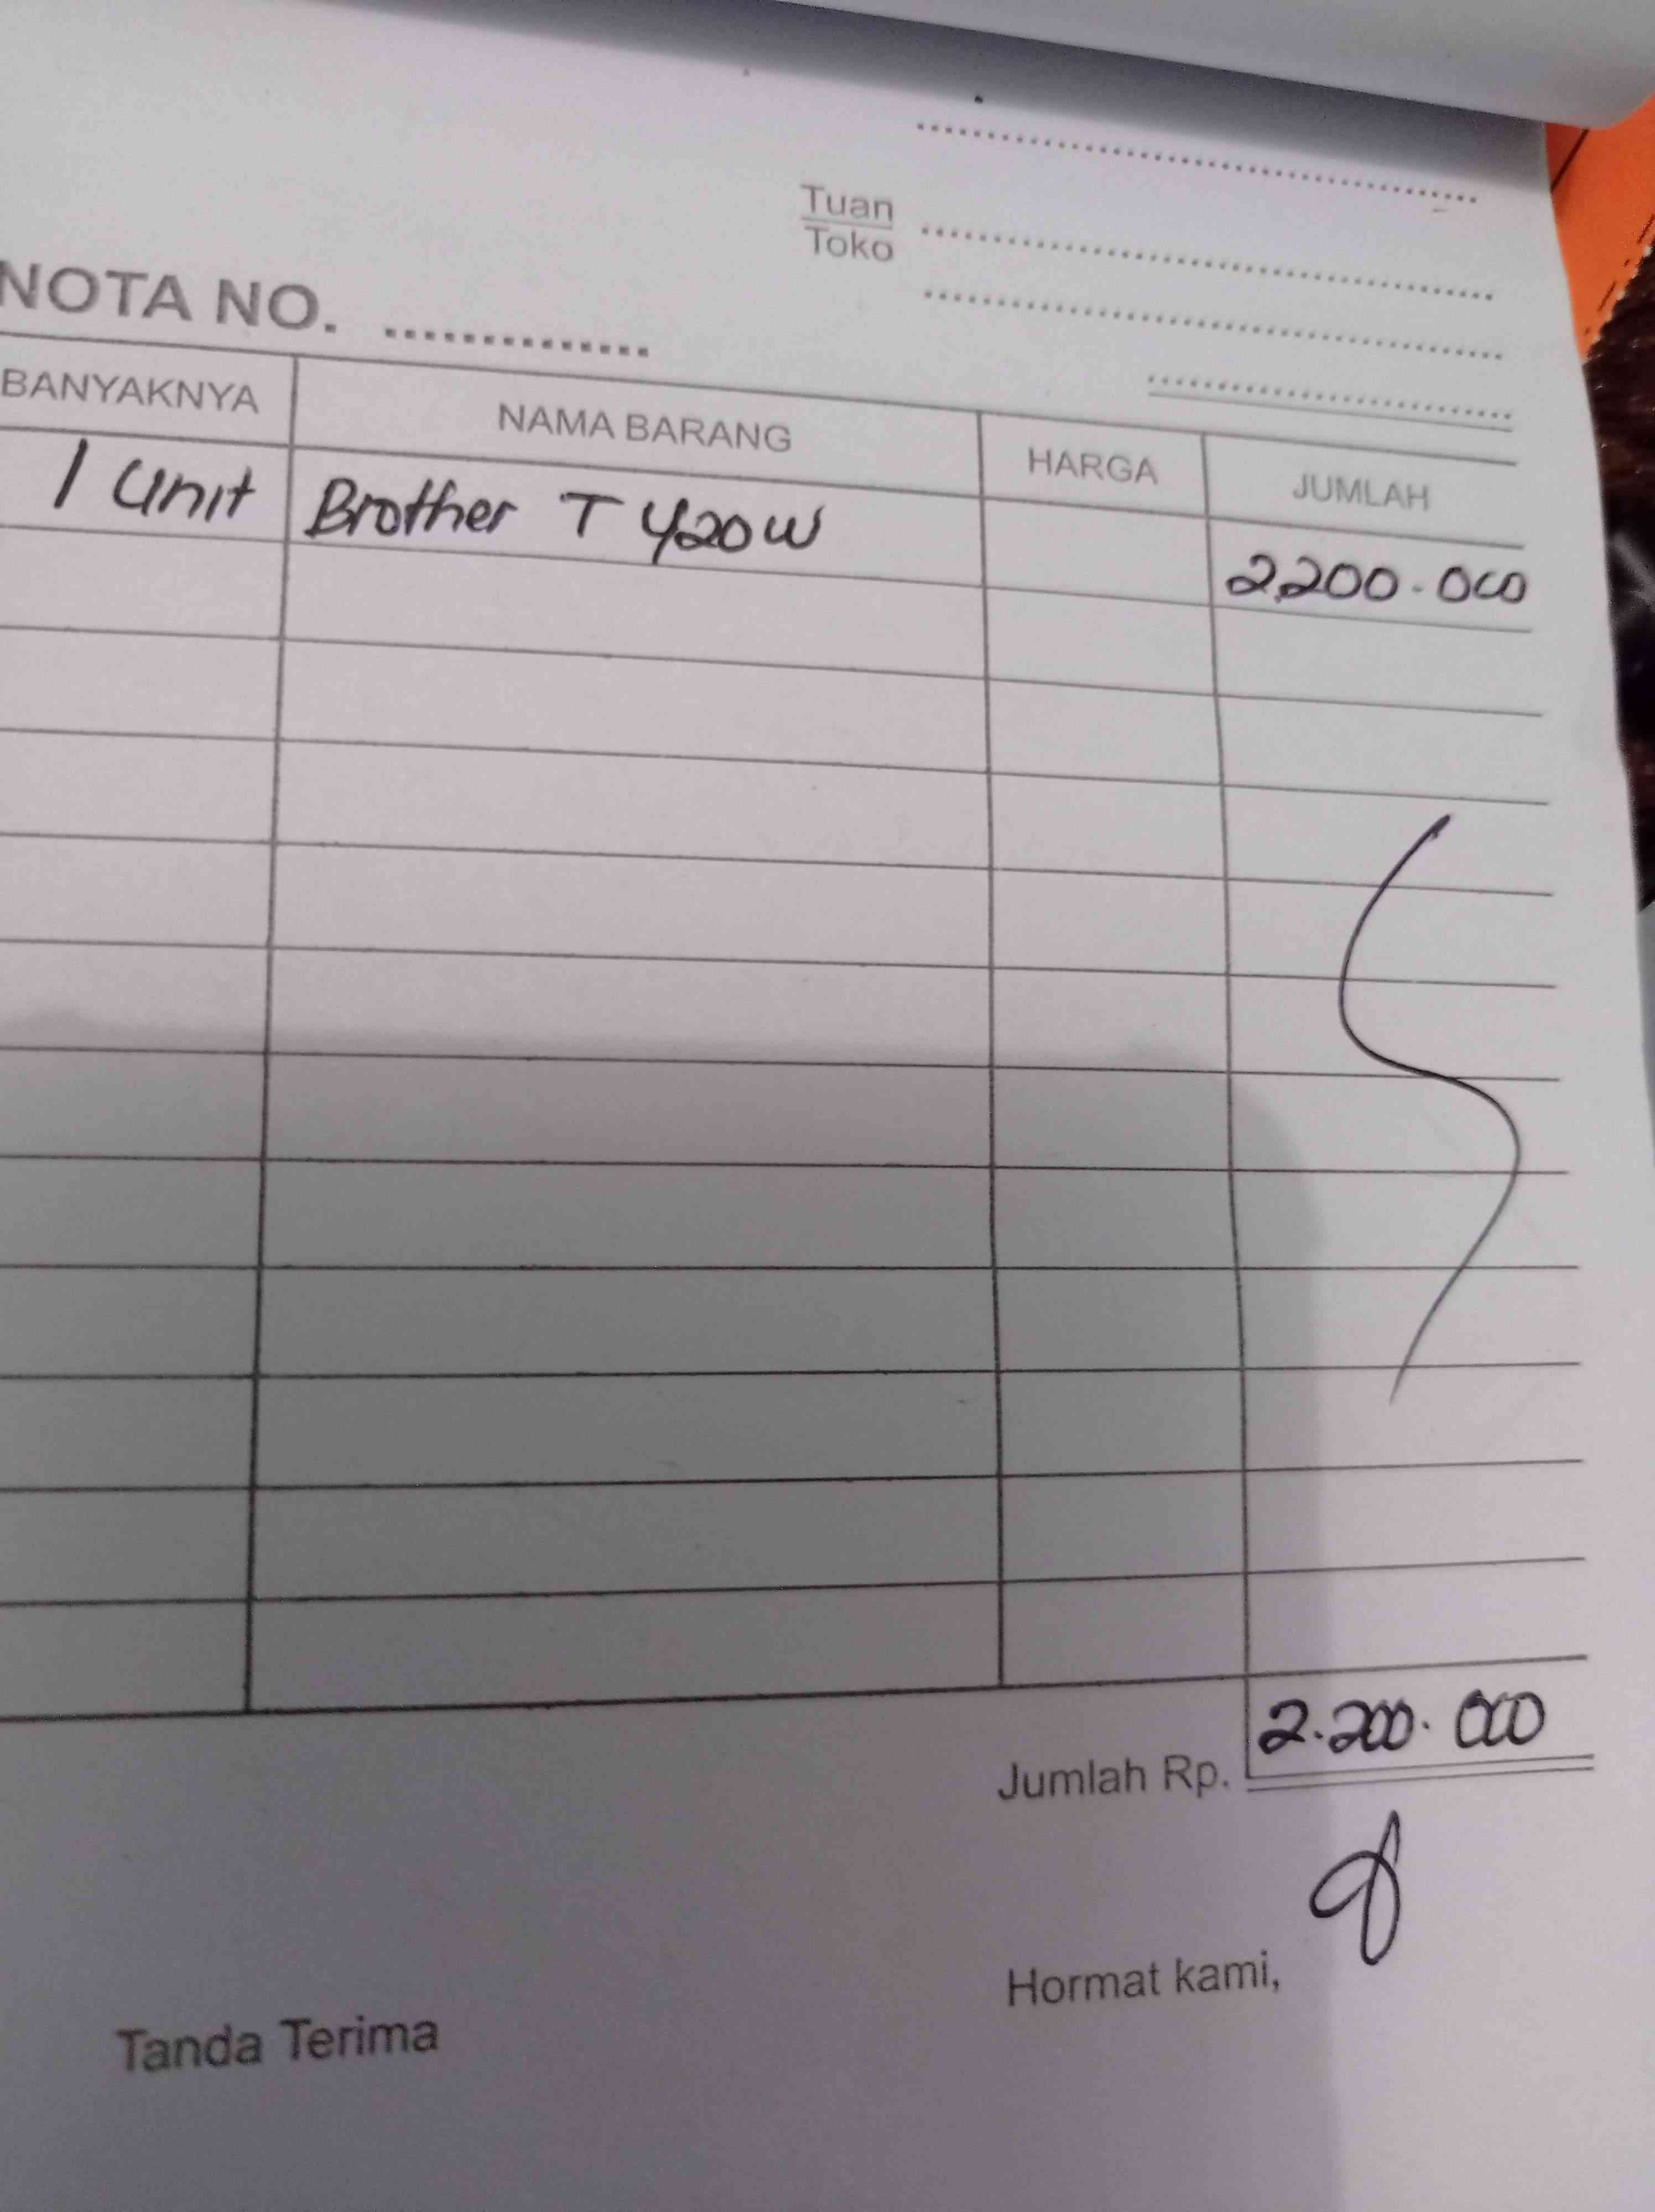 Tuan
Toko
NOTA NO.
BANYAKNYA NAMA BARANG HARGA JUMLAH
1 Unit Brother T 420W 2.200.000
Jumlah Rp. 2.200.000
Hormat kami,
Tanda Terima